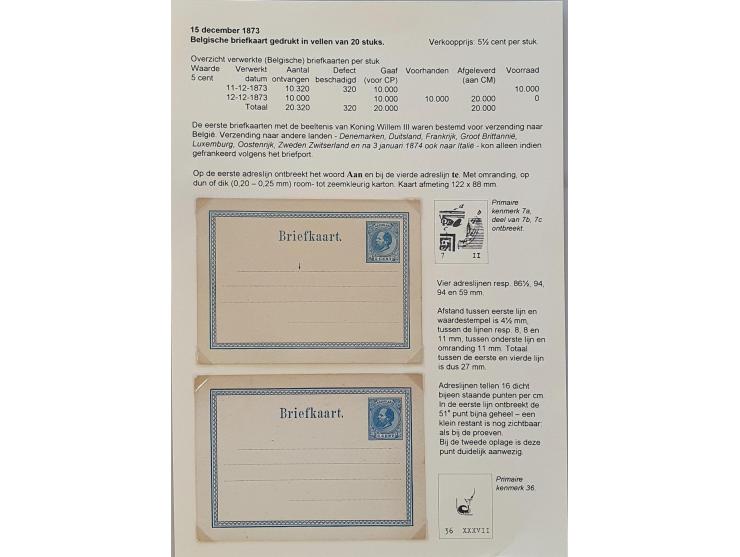 15 december 1873
Belgische briefkaart gedrukt in vellen van 20 stuks. Verkoopprijs: 5½ cent per stuk.
Overzicht verwerkte (Belgische) briefkaarten per stuk
Waarde Verwerkt Aantal Defect Gaaf Voorhanden Afgeleverd Voorraad
5 cent datum ontvangen beschadigd (voor CP) (aan CM)
11-12-1873 10.320 320 10.000 10.000
12-12-1873 10.000 10.000 10.000 20.000 0
Totaal 20.320 320 20.000 20.000
De eerste briefkaarten met de beeltenis van Koning Willem III waren bestemd voor verzending naar
België. Verzending naar andere landen - Denemarken, Duitsland, Frankrijk, Groot Brittannië,
Luxemburg, Oostenrijk, Zweden Zwitserland en na 3 januari 1874 ook naar Italië - kon alleen indien
gefrankeerd volgens het briefport.
Op de eerste adreslijn ontbreekt het woord Aan en bij de vierde adreslijn te. Met omranding, op
dun of dik (0,20 – 0,25 mm) room- tot zeemkleurig karton. Kaart afmeting 122 x 88 mm.
Briefkaart.
5 CENT
Primaire
kenmerk 7a,
deel van 7b, 7c
ontbreekt.
7 II
Vier adreslijnen resp. 86½, 94,
94 en 59 mm.
Afstand tussen eerste lijn en
waardestempel is 4½ mm,
tussen de lijnen resp. 8, 8 en
11 mm, tussen onderste lijn en
omranding 11 mm. Totaal
tussen de eerste en vierde lijn
is dus 27 mm.
Briefkaart.
5 CENT
Adreslijnen tellen 16 dicht
bijeen staande punten per cm.
In de eerste lijn ontbreekt de
51e punt bijna geheel – een
klein restant is nog zichtbaar:
als bij de proeven.
Bij de tweede oplage is deze
punt duidelijk aanwezig.
Primaire
kenmerk 36.
36 XXXVII